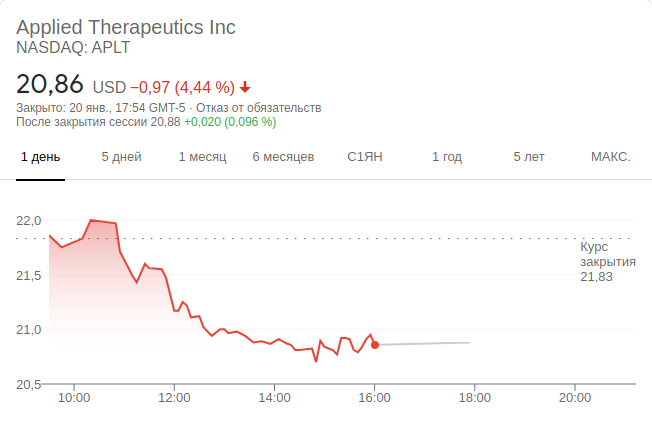 Applied Therapeutics Inc
NASDAQ: APLT
20,86 USD −0,97 (4,44 %)
Закрыто: 20 янв., 17:54 GMT-5 · Отказ от обязательств
После закрытия сессии 20,88 +0,020 (0,096 %)
1 день 5 дней 1 месяц 6 месяцев С1ЯН 1 год 5 лет МАКС.
22,0
Курс
закрытия
21,83
21,5
21,0
20,5
10:00 12:00 14:00 16:00 18:00 20:00